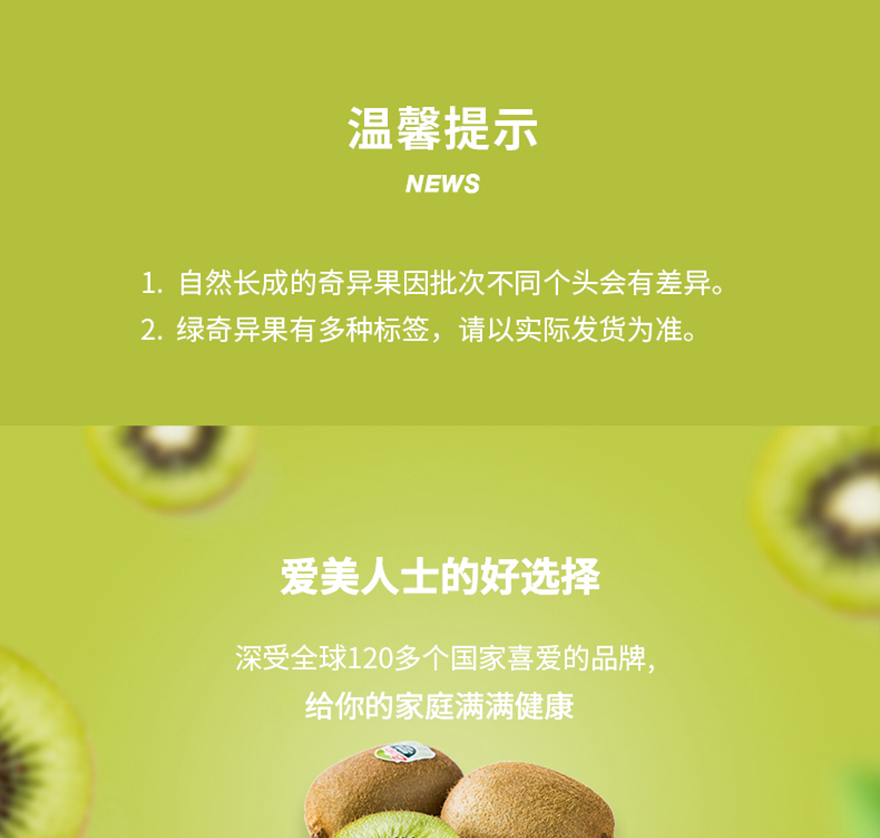 温馨提示
NEWS
1. 自然长成的奇异果因批次不同个头会有差异。
2. 绿奇异果有多种标签，请以实际发货为准。
爱美人士的好选择
深受全球120多个国家喜爱的品牌,
给你的家庭满满健康